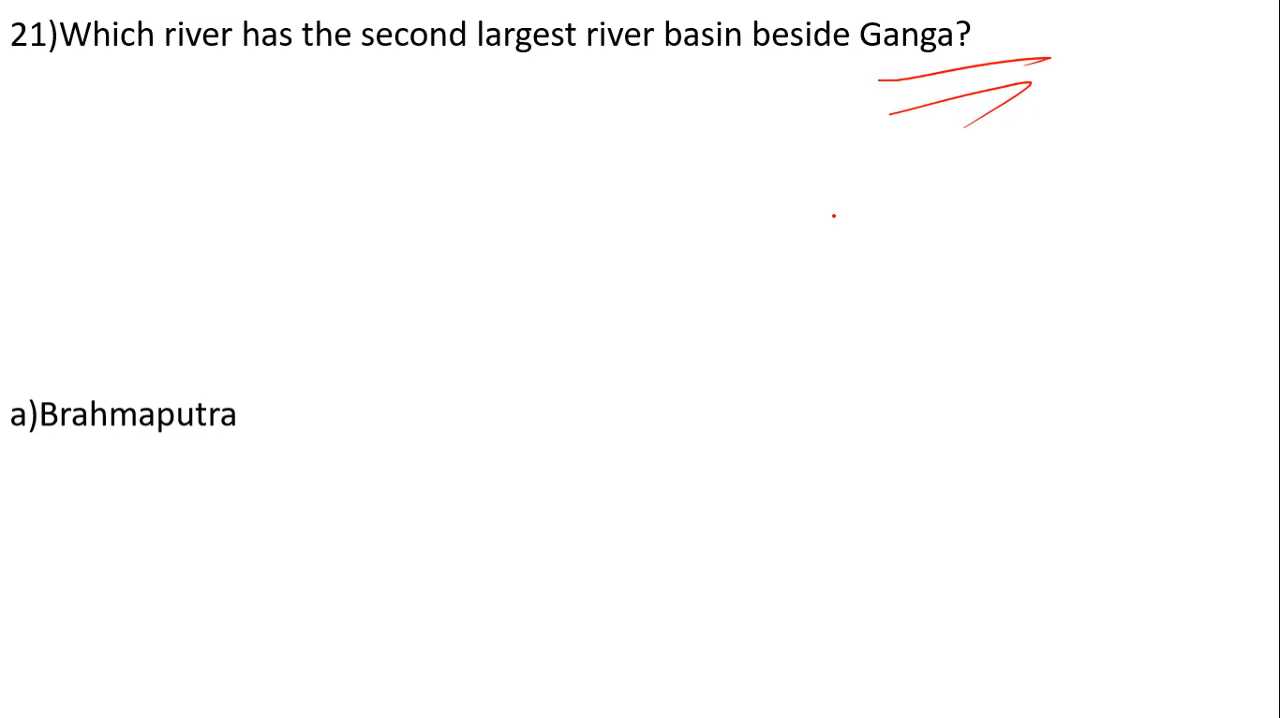 21)Which river has the second largest river basin beside Ganga?
a)Brahmaputra